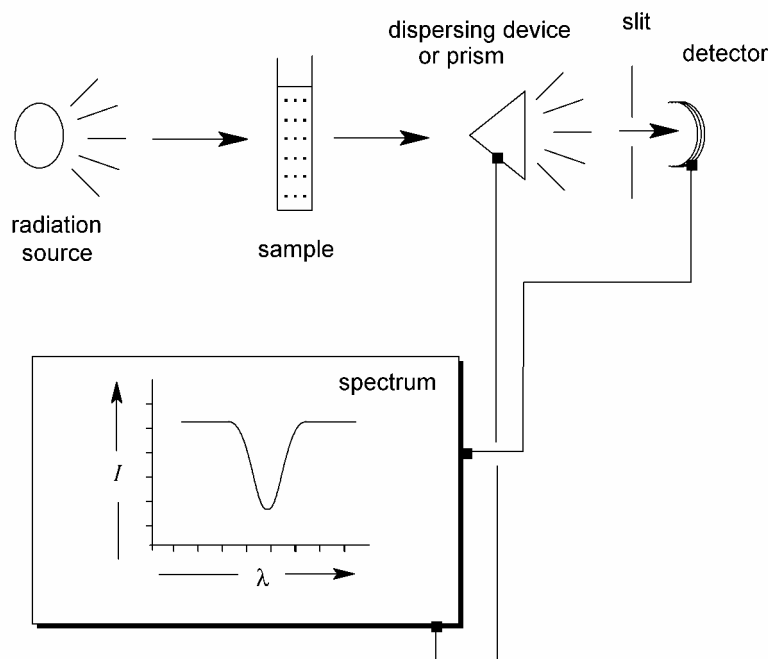 dispersing device
or prism
slit
detector
radiation
source
sample
spectrum
I
λ